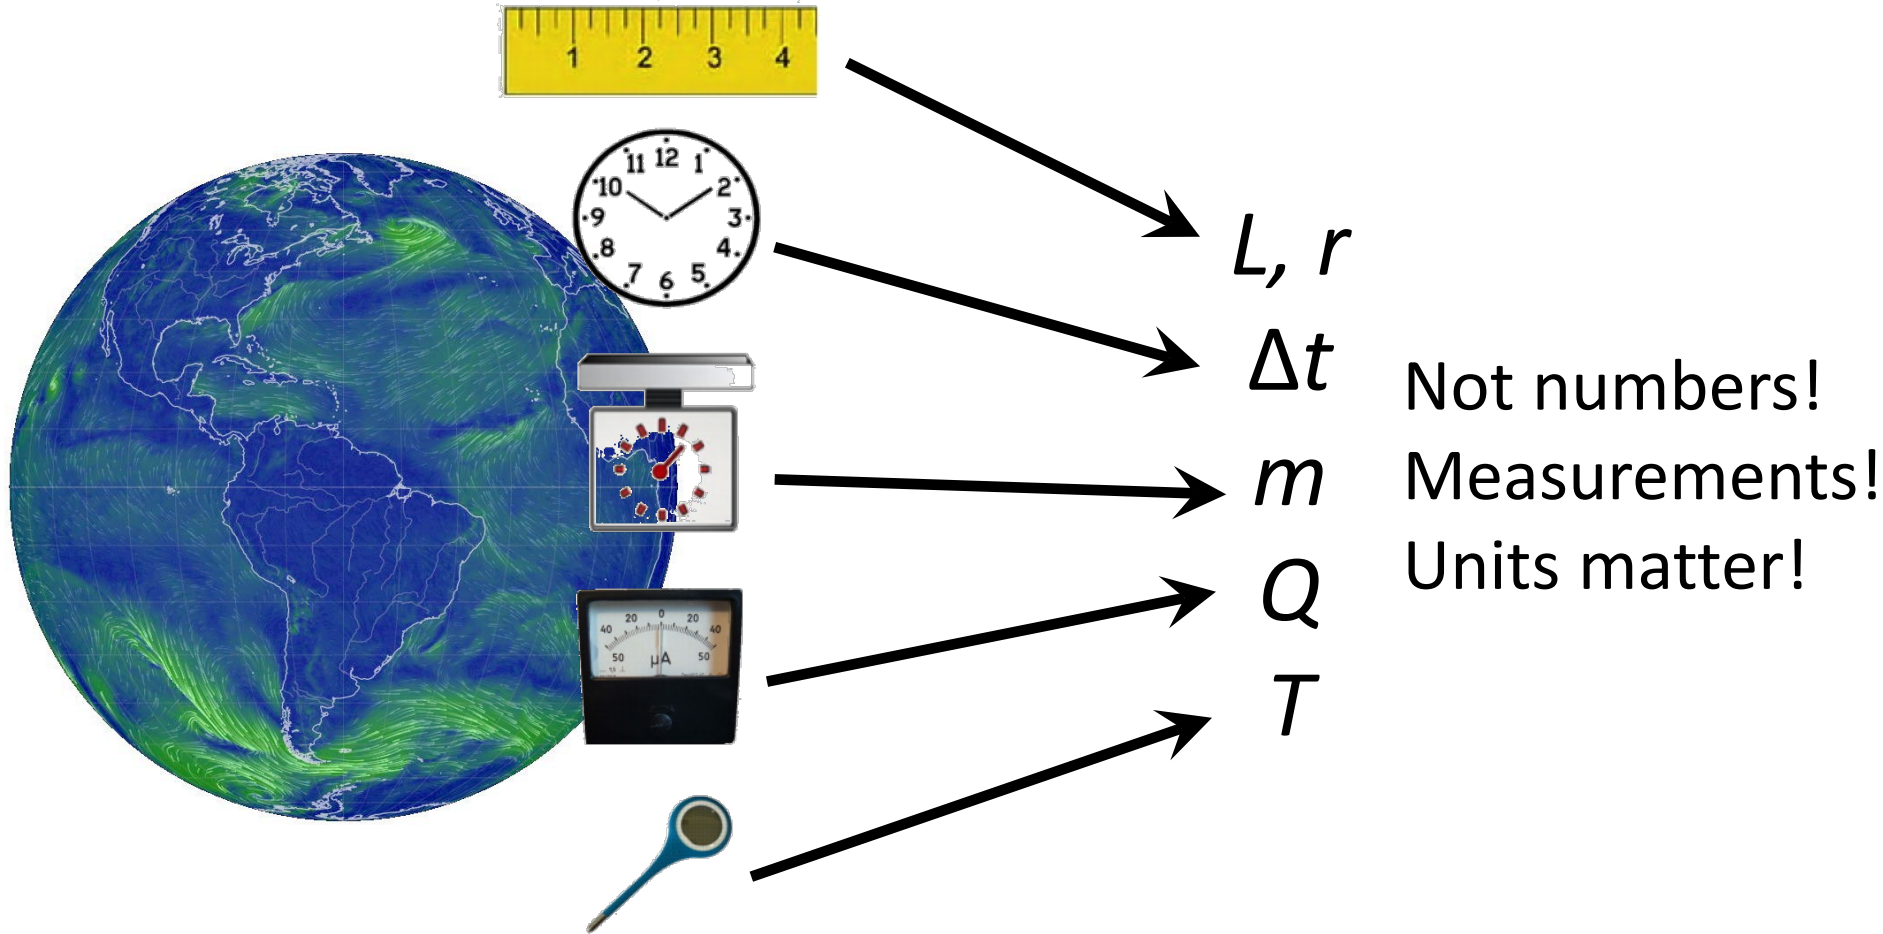 1 2 3 4
11 12 1
10 2
9 3
8 4
7 6 5
L, r
Δt
m
Q
T
Not numbers!
Measurements!
Units matter!
40 20 0 20 40
50 μA 50